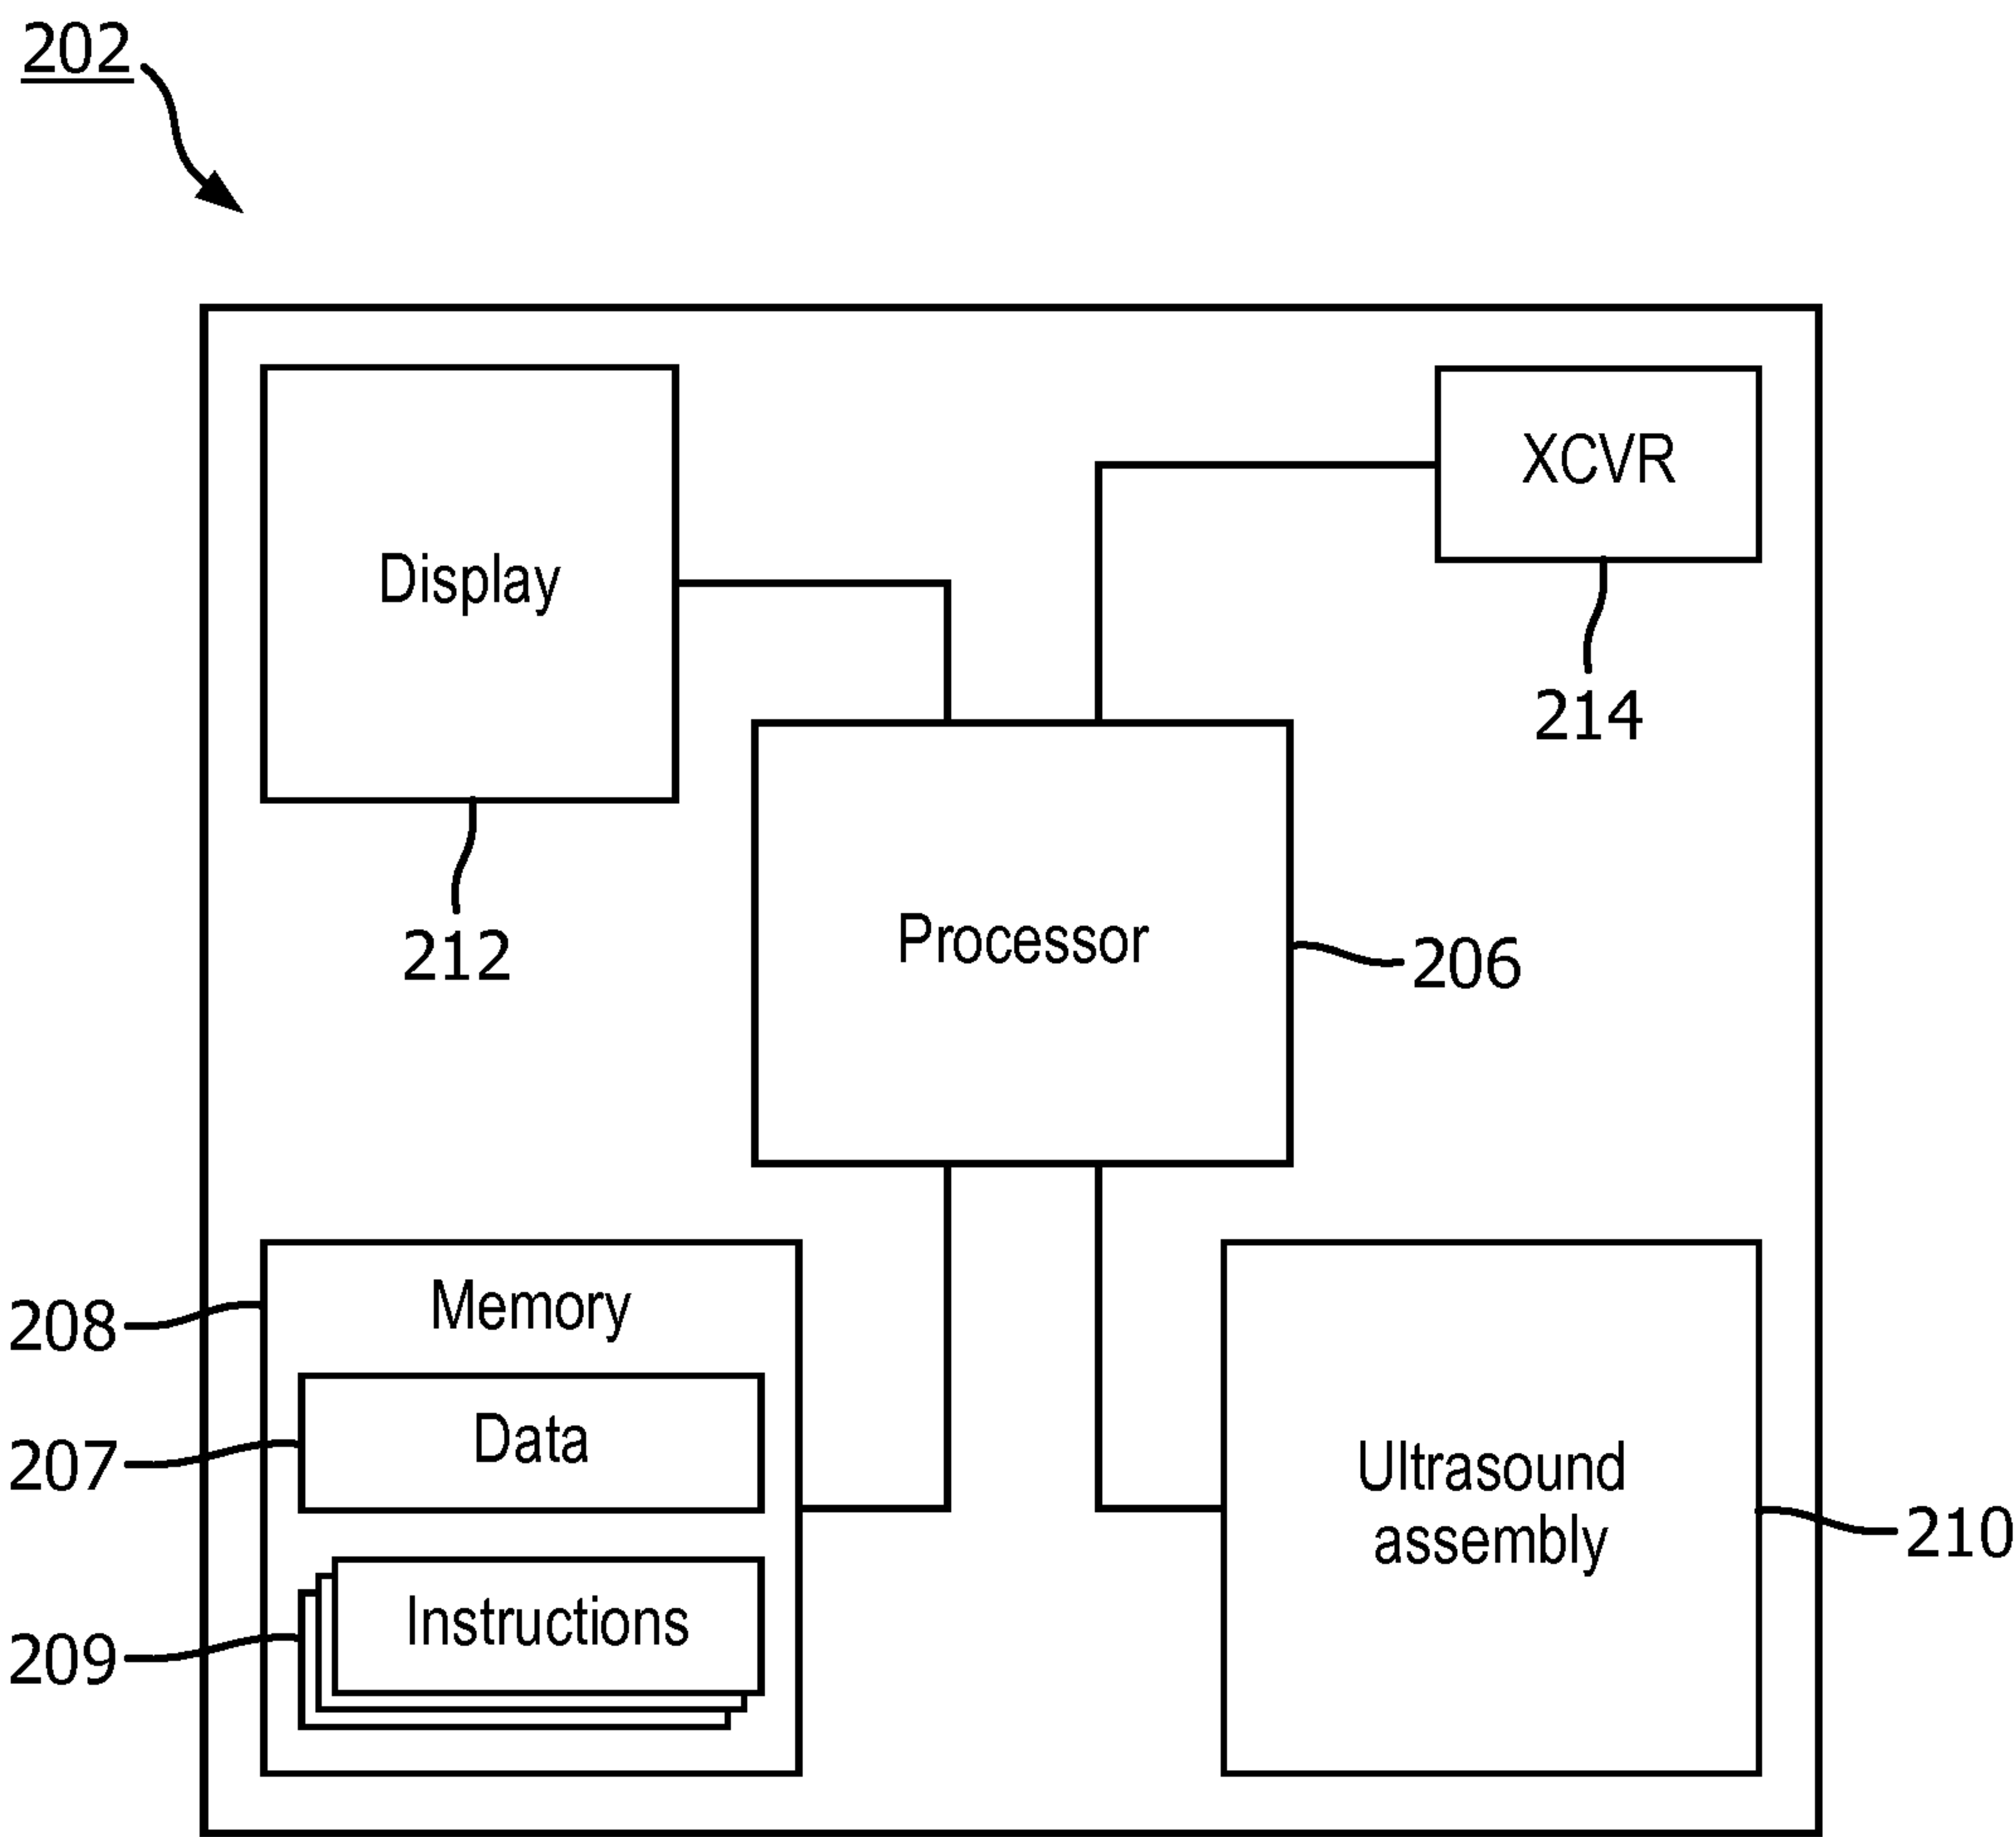 202
Display
XCVR
214
212
Processor
206
208
Memory
207
Data
209
Instructions
Ultrasound
assembly
210